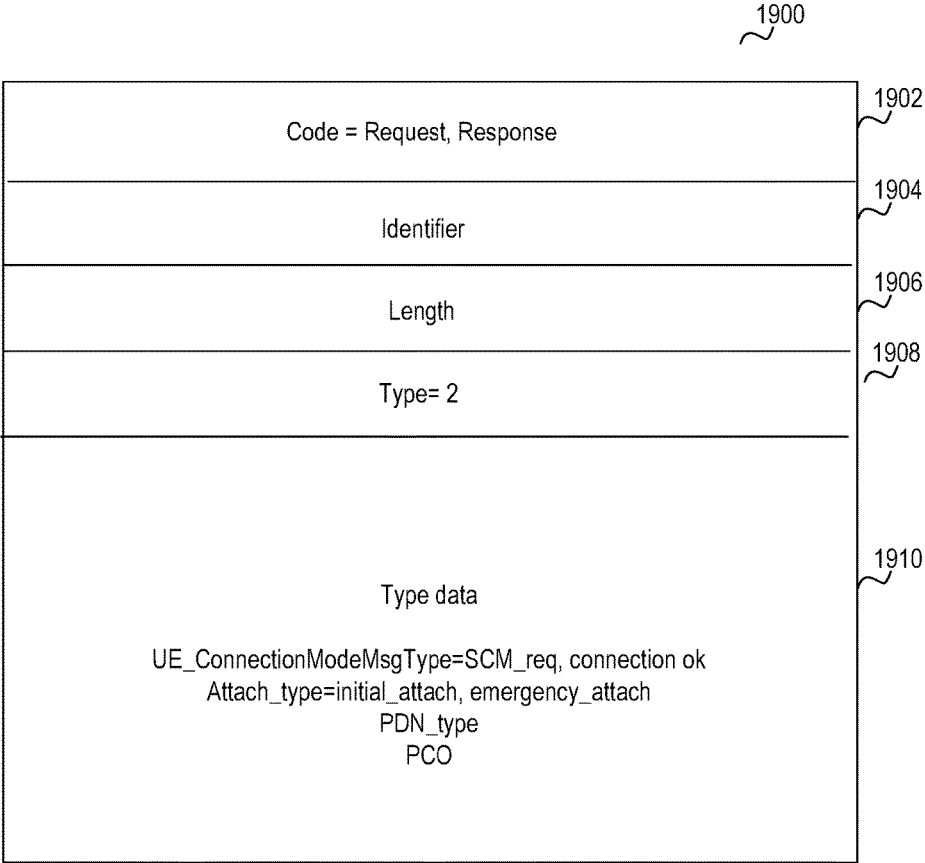 1900
1902
Code = Request, Response
1904
Identifier
1906
Length
1908
Type= 2
1910
Type data
UE_ConnectionModeMsgType=SCM_req, connection ok
Attach_type=initial_attach, emergency_attach
PDN_type
PCO